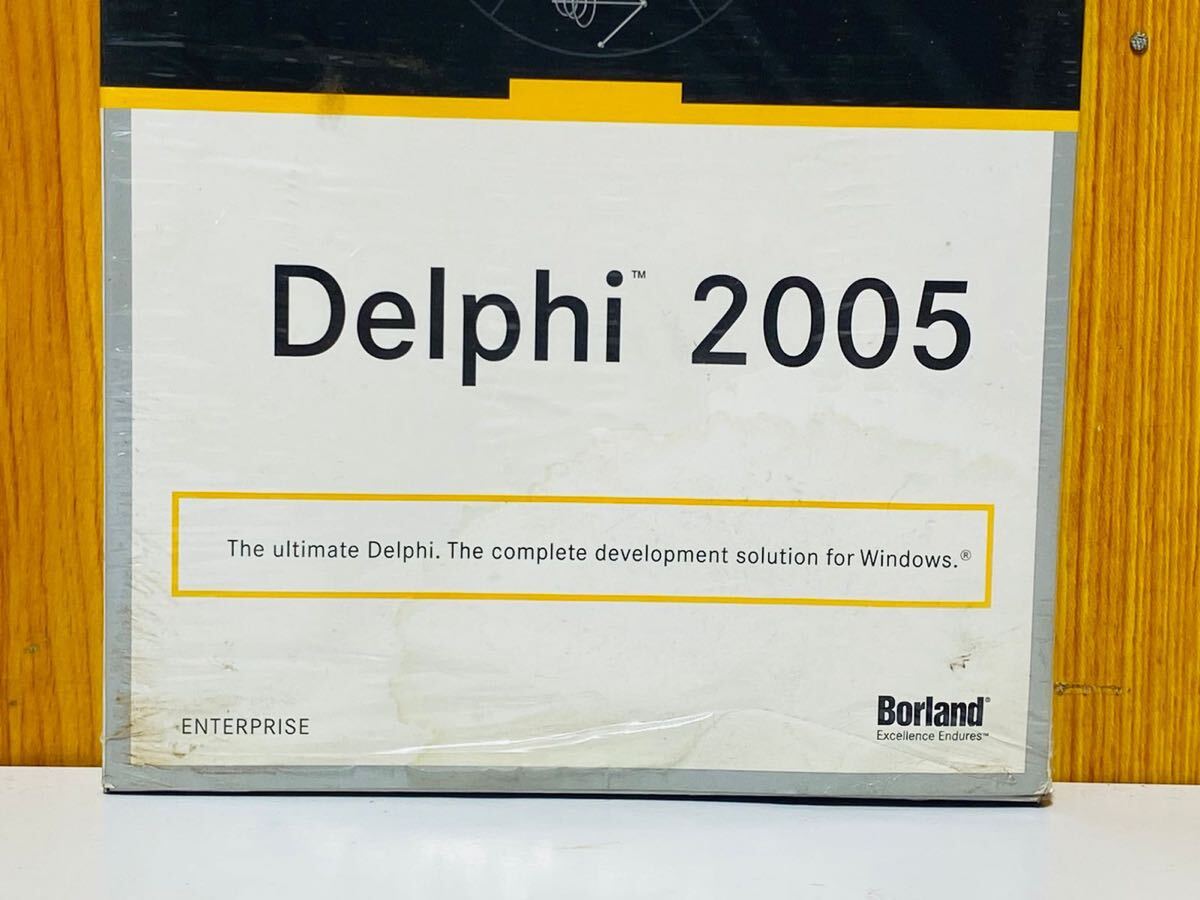 Delphi™ 2005
The ultimate Delphi. The complete development solution for Windows.®
ENTERPRISE
Borland®
Excellence Endures™